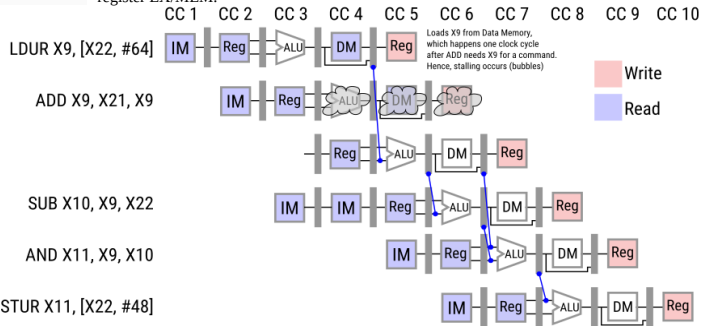 register EX/MEM.
CC 1 CC 2 CC 3 CC 4 CC 5 CC 6 CC 7 CC 8 CC 9 CC 10
LDUR X9, [X22, #64] IM Reg ALU DM Reg
Loads X9 from Data Memory,
which happens one clock cycle
after ADD needs X9 for a command.
Hence, stalling occurs (bubbles)
Write
Read
ADD X9, X21, X9 IM Reg ALU DM Reg
Reg ALU DM Reg
SUB X10, X9, X22 IM IM Reg ALU DM Reg
AND X11, X9, X10 IM Reg ALU DM Reg
STUR X11, [X22, #48] IM Reg ALU DM Reg